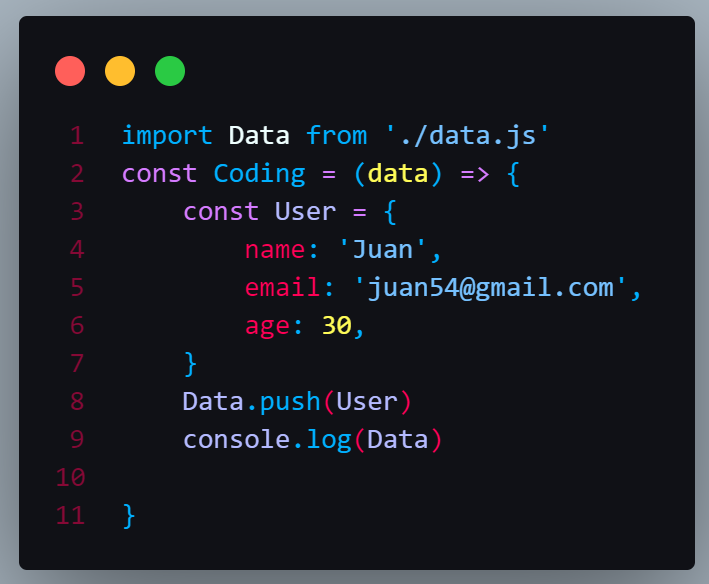 1 import Data from './data.js'
2 const Coding = (data) => {
3     const User = {
4         name: 'Juan',
5         email: 'juan54@gmail.com',
6         age: 30,
7     }
8     Data.push(User)
9     console.log(Data)
10
11 }